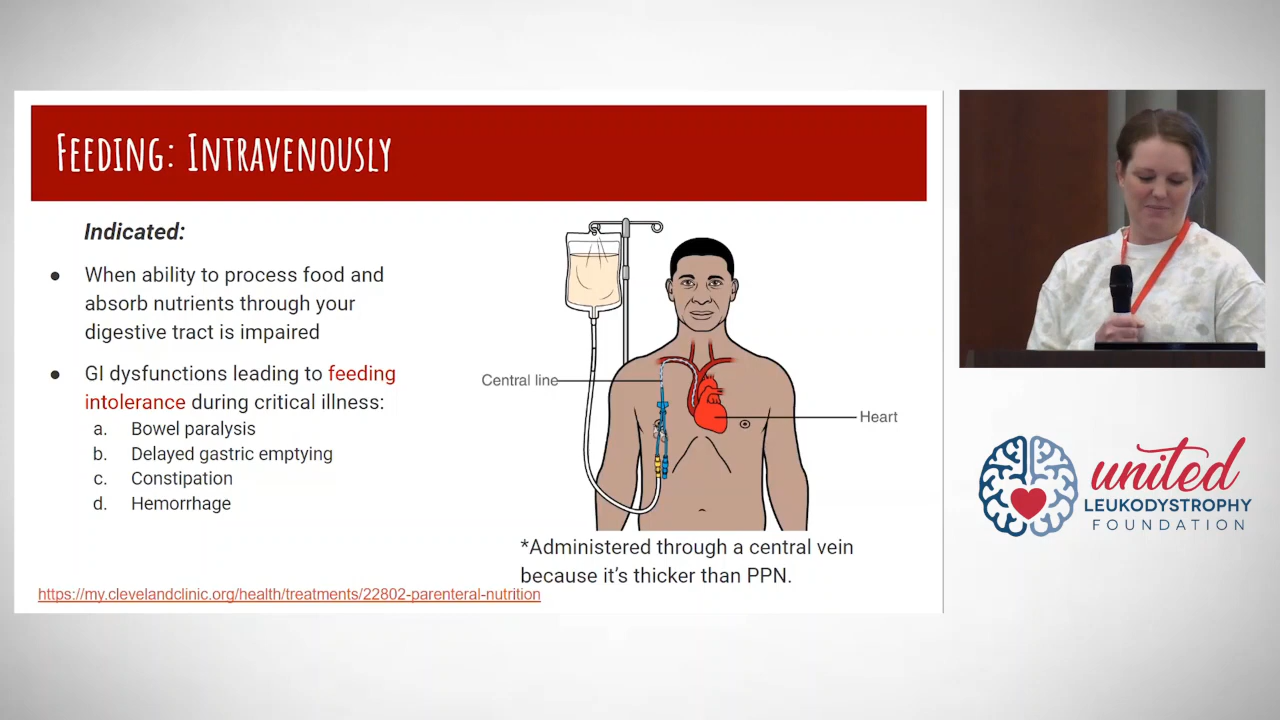 FEEDING: INTRAVENOUSLY
Indicated:
● When ability to process food and
absorb nutrients through your
digestive tract is impaired
● GI dysfunctions leading to feeding
intolerance during critical illness:
a. Bowel paralysis
b. Delayed gastric emptying
c. Constipation
d. Hemorrhage
https://my.clevelandclinic.org/health/treatments/22802-parenteral-nutrition
Central line
Heart
*Administered through a central vein
because it's thicker than PPN.
united
LEUKODYSTROPHY
FOUNDATION